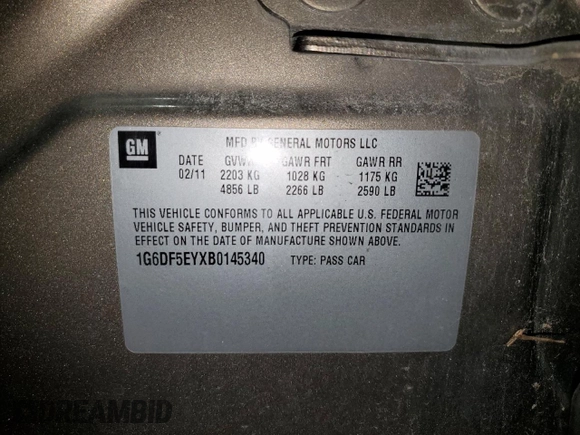 GM
MFD BY GENERAL MOTORS LLC
DATE GVWR GAWR FRT GAWR RR
02/11 2203 KG 1028 KG 1175 KG
4856 LB 2266 LB 2590 LB
THIS VEHICLE CONFORMS TO ALL APPLICABLE U.S. FEDERAL MOTOR
VEHICLE SAFETY, BUMPER, AND THEFT PREVENTION STANDARDS IN
EFFECT ON THE DATE OF MANUFACTURE SHOWN ABOVE.
1G6DF5EYXB0145340 TYPE: PASS CAR
DREAMBID